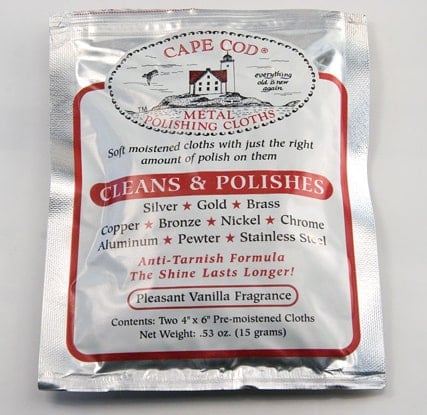 CAPE COD®
everything
old is new
again
™
METAL
POLISHING CLOTHS
Soft moistened cloths with just the right
amount of polish on them
CLEANS & POLISHES
Silver ★ Gold ★ Brass
Copper ★ Bronze ★ Nickel ★ Chrome
Aluminum ★ Pewter ★ Stainless Steel
Anti-Tarnish Formula
The Shine Lasts Longer!
Pleasant Vanilla Fragrance
Contents: Two 4" x 6" Pre-moistened Cloths
Net Weight: .53 oz. (15 grams)